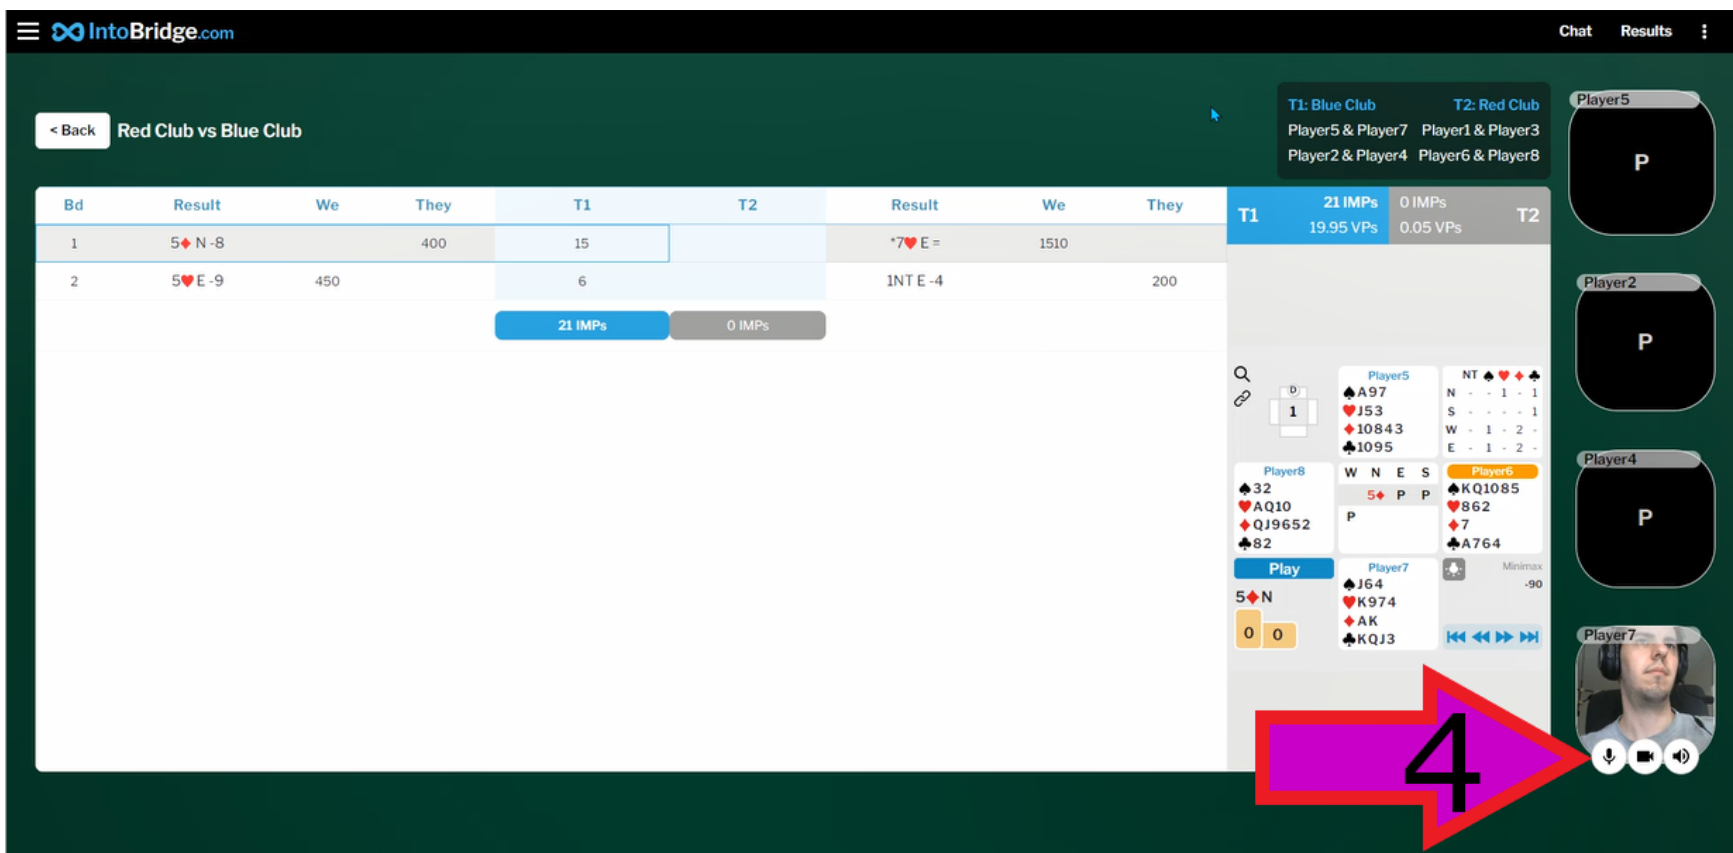 IntoBridge.com
Chat Results
< Back Red Club vs Blue Club
T1: Blue Club T2: Red Club
Player5 & Player7 Player1 & Player3
Player2 & Player4 Player6 & Player8
Bd Result We They T1 T2 Result We They
1 5♦ N -8 400 15 *7♥ E = 1510
2 5♥ E -9 450 6 1NT E -4 200
21 IMPs 0 IMPs
T1 21 IMPs 0 IMPs T2
19.95 VPs 0.05 VPs
D
1
Player5
♠A97
♥J53
♦10843
♣1095
NT ♠ ♥ ♦ ♣
N - - 1 - 1
S - - - - 1
W - 1 - 2 -
E - 1 - 2 -
Player8
♠32
♥AQ10
♦QJ9652
♣82
W N E S
5♦ P P
P
Player6
♠KQ1085
♥862
♦7
♣A764
Play
5♦N
0 0
Player7
♠J64
♥K974
♦AK
♣KQJ3
Minimax
-90
Player5
P
Player2
P
Player4
P
Player7
4